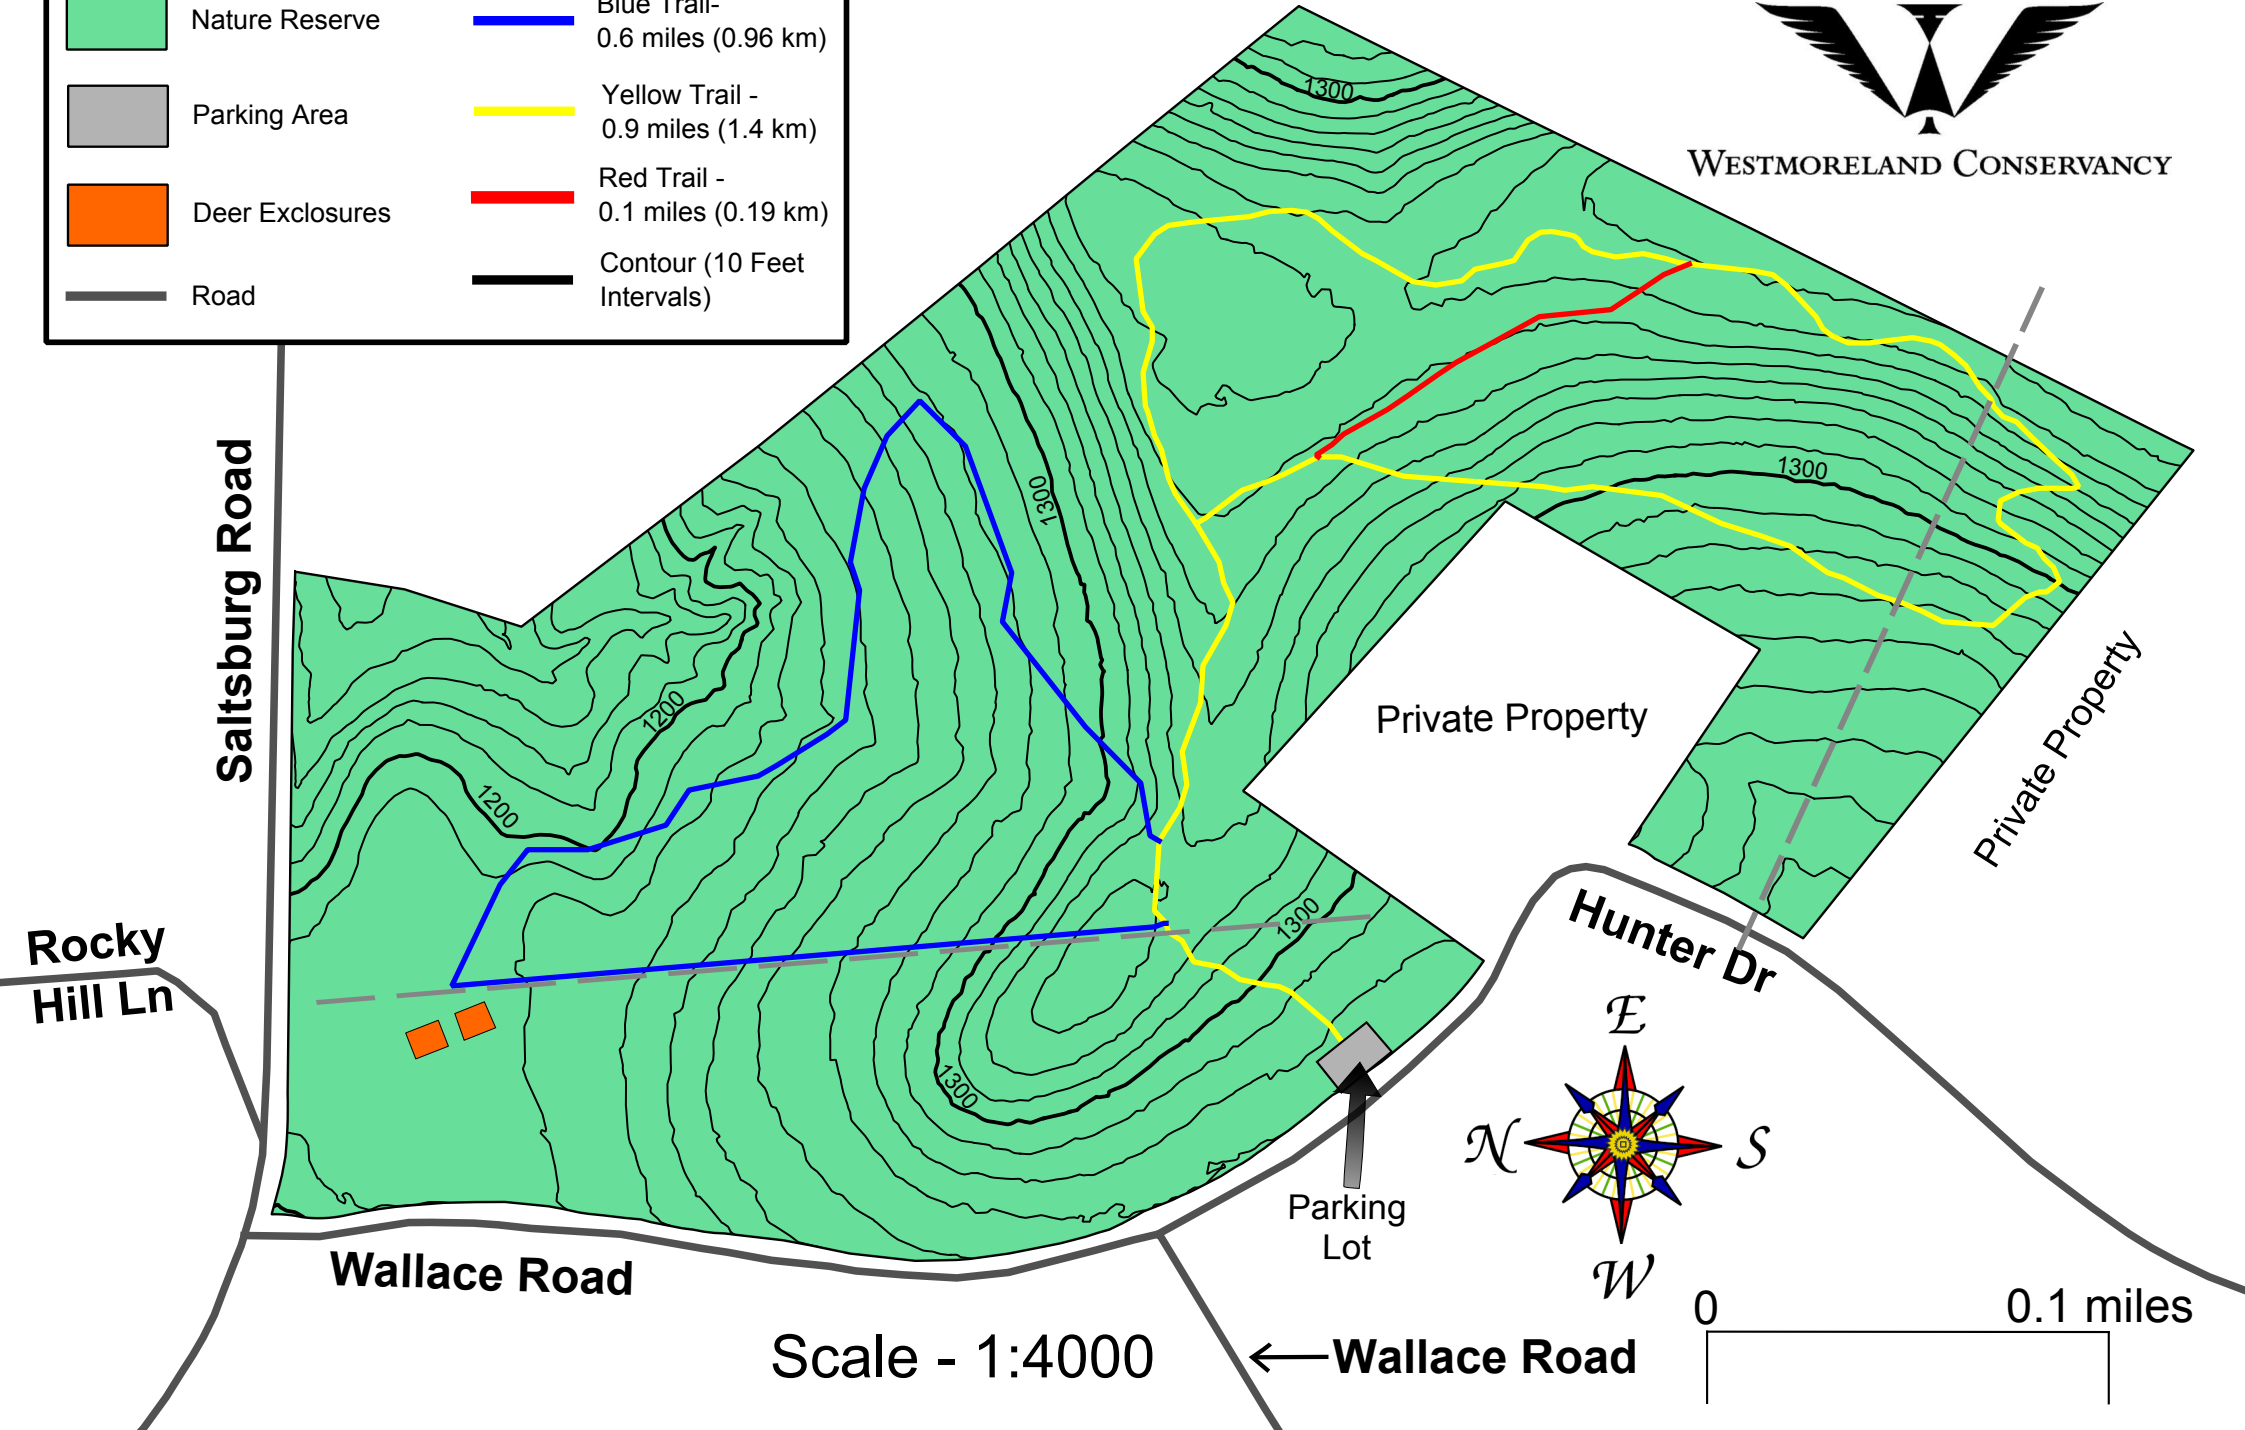 Nature Reserve
Blue Trail-
0.6 miles (0.96 km)
Parking Area
Yellow Trail -
0.9 miles (1.4 km)
Deer Exclosures
Red Trail -
0.1 miles (0.19 km)
Road
Contour (10 Feet
Intervals)
WESTMORELAND CONSERVANCY
1300
1300
1300
1200
1200
1300
1300
Saltsburg Road
Private Property
Private Property
Rocky
Hill Ln
Hunter Dr
E
N
S
W
Parking
Lot
Wallace Road
0
0.1 miles
Scale - 1:4000
Wallace Road